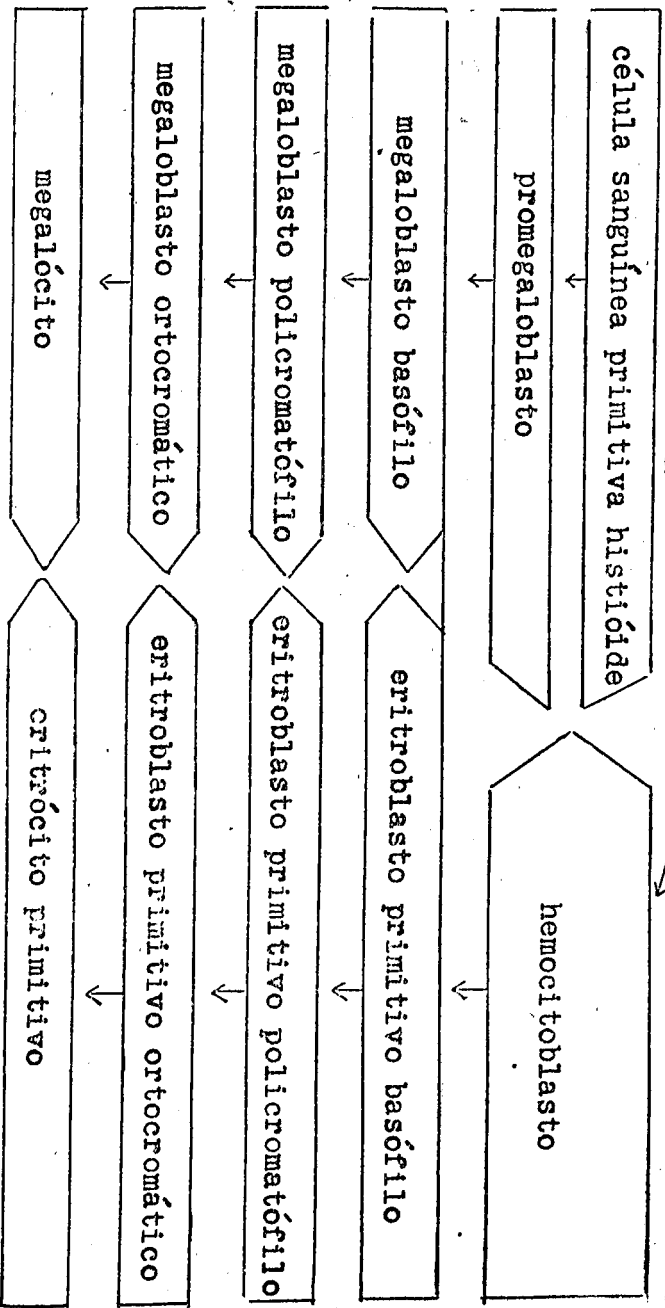 célula sanguínea primitiva histióide
promegaloblasto
hemocitoblasto
megaloblasto basófilo
eritroblasto primitivo basófilo
megaloblasto policromatófilo
eritroblasto primitivo policromatófilo
megaloblasto ortocromático
eritroblasto primitivo ortocromático
megalócito
eritrócito primitivo